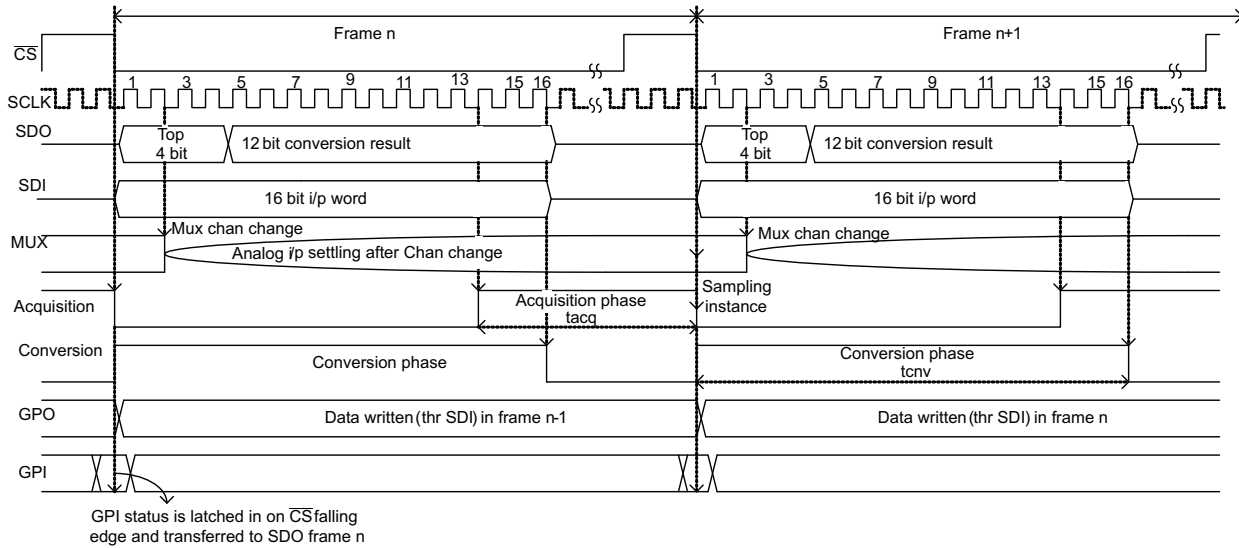 Frame n
Frame n+1
CS
1 3 5 7 9 11 13 15 16
1 3 5 7 9 11 13 15 16
SCLK
SDO
Top
4 bit
12 bit conversion result
Top
4 bit
12 bit conversion result
SDI
16 bit i/p word
16 bit i/p word
MUX
Mux chan change
Analog i/p settling after Chan change
Mux chan change
Acquisition
Acquisition phase
tacq
Sampling
instance
Conversion
Conversion phase
Conversion phase
tcnv
GPO
Data written (thr SDI) in frame n-1
Data written (thr SDI) in frame n
GPI
GPI status is latched in on CS falling
edge and transferred to SDO frame n